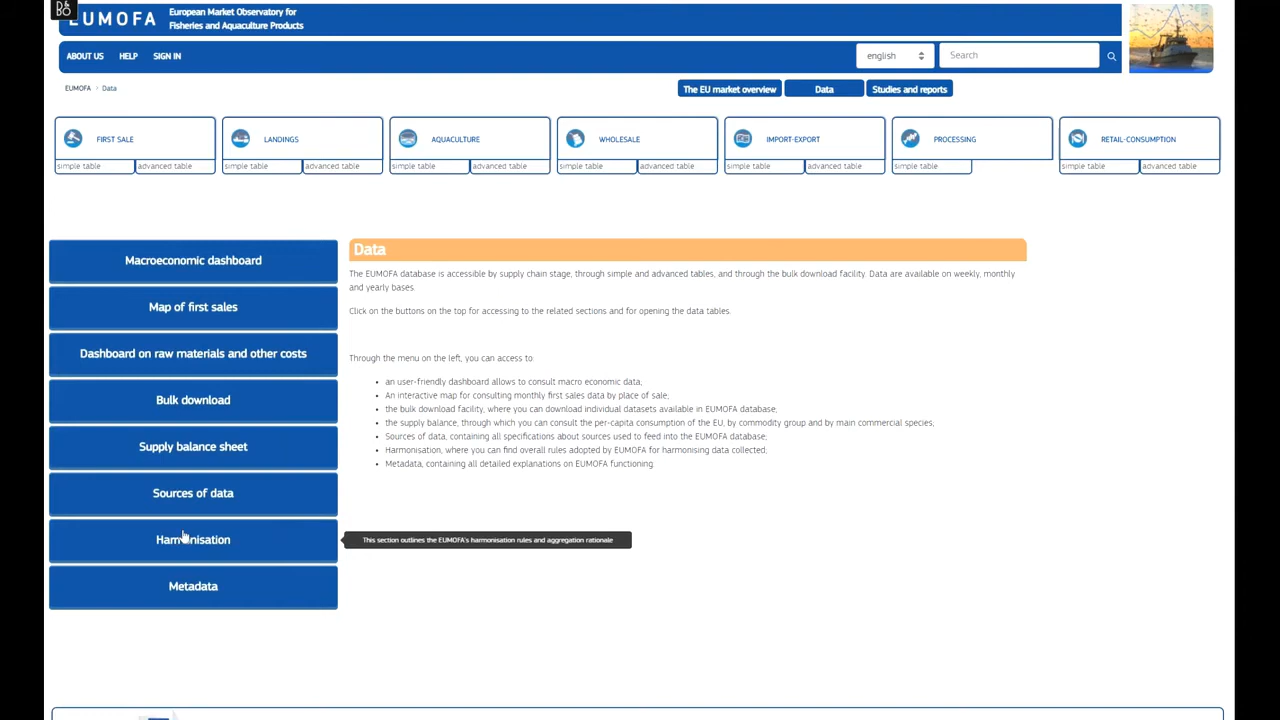 EUMOFA
European Market Observatory for
Fisheries and Aquaculture Products
ABOUT US HELP SIGN IN
english
Search
EUMOFA > Data
The EU market overview
Data
Studies and reports
FIRST SALE
LANDINGS
AQUACULTURE
WHOLESALE
IMPORT-EXPORT
PROCESSING
RETAIL-CONSUMPTION
simple table advanced table
simple table advanced table
simple table advanced table
simple table advanced table
simple table advanced table
simple table
simple table advanced table
Macroeconomic dashboard
Map of first sales
Dashboard on raw materials and other costs
Bulk download
Supply balance sheet
Sources of data
Harmonisation
Metadata
Data
The EUMOFA database is accessible by supply chain stage, through simple and advanced tables, and through the bulk download facility. Data are available on weekly, monthly
and yearly bases.
Click on the buttons on the top for accessing to the related sections and for opening the data tables.
Through the menu on the left, you can access to:
• an user-friendly dashboard allows to consult macro economic data;
• An interactive map for consulting monthly first sales data by place of sale;
• the bulk download facility, where you can download individual datasets available in EUMOFA database;
• the supply balance, through which you can consult the per-capita consumption of the EU, by commodity group and by main commercial species;
• Sources of data, containing all specifications about sources used to feed into the EUMOFA database;
• Harmonisation, where you can find overall rules adopted by EUMOFA for harmonising data collected;
• Metadata, containing all detailed explanations on EUMOFA functioning.
This section outlines the EUMOFA's harmonisation rules and aggregation rationale